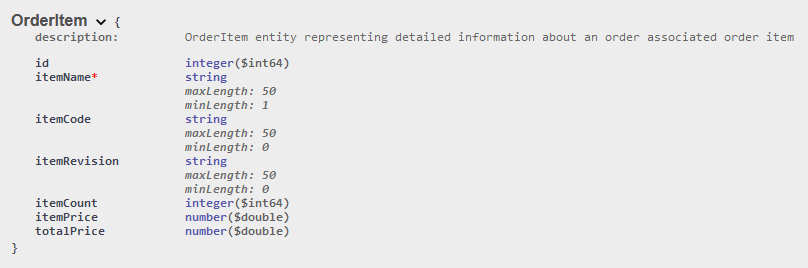 OrderItem {
description: OrderItem entity representing detailed information about an order associated order item
id integer($int64)
itemName* string
maxLength: 50
minLength: 1
itemCode string
maxLength: 50
minLength: 0
itemRevision string
maxLength: 50
minLength: 0
itemCount integer($int64)
itemPrice number($double)
totalPrice number($double)
}